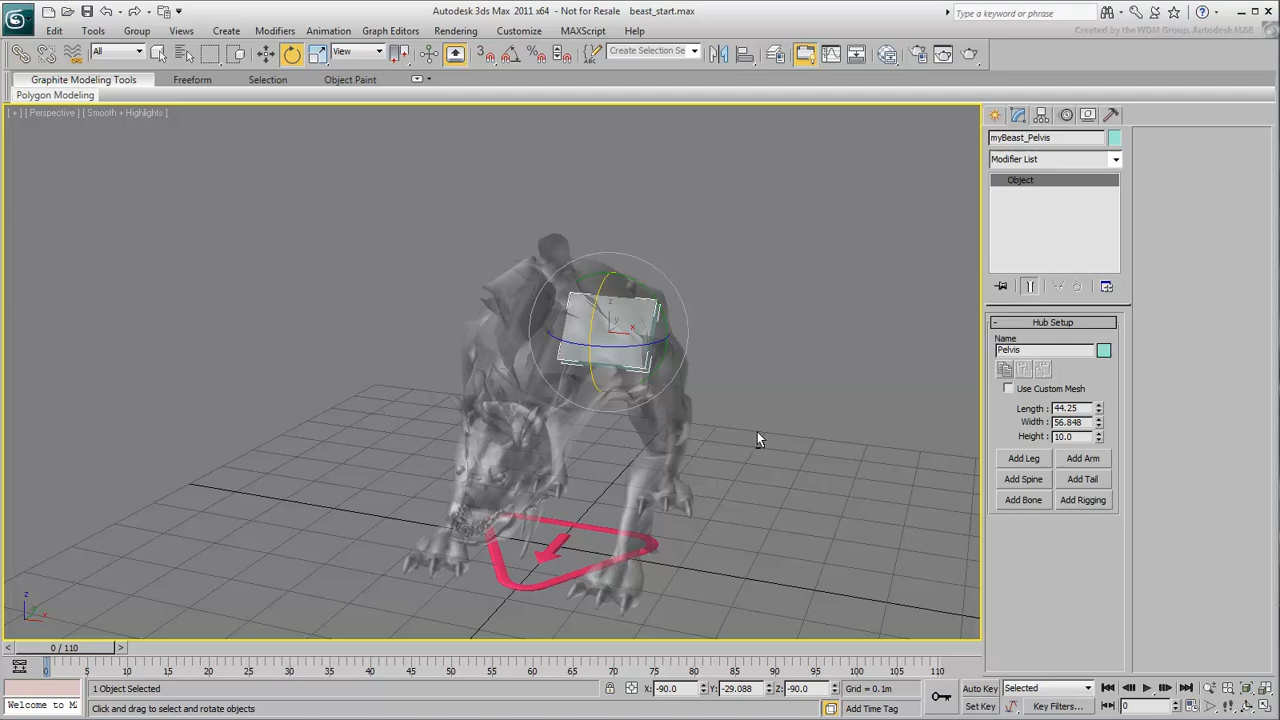 Autodesk 3ds Max 2011 x64 - Not for Resale beast_start.max
Type a keyword or phrase
Edit Tools Group Views Create Modifiers Animation Graph Editors Rendering Customize MAXScript Help
Created by the WDM Group, Autodesk M&E
All
View
Create Selection Se
Graphite Modeling Tools Freeform Selection Object Paint
Polygon Modeling
[ + ] [ Perspective ] [ Smooth + Highlights ]
myBeast_Pelvis
Modifier List
Object
- Hub Setup
Name
Pelvis
Use Custom Mesh
Length : 44.25
Width : 56.848
Height : 10.0
Add Leg Add Arm
Add Spine Add Tail
Add Bone Add Rigging
z
y
x
z
x
< 0 / 110 >
0 5 10 15 20 25 30 35 40 45 50 55 60 65 70 75 80 85 90 95 100 105 110
1 Object Selected X: -90.0 Y: -29.088 Z: -90.0 Grid = 0.1m Auto Key Selected
Welcome to M Click and drag to select and rotate objects Add Time Tag Set Key Key Filters... 0